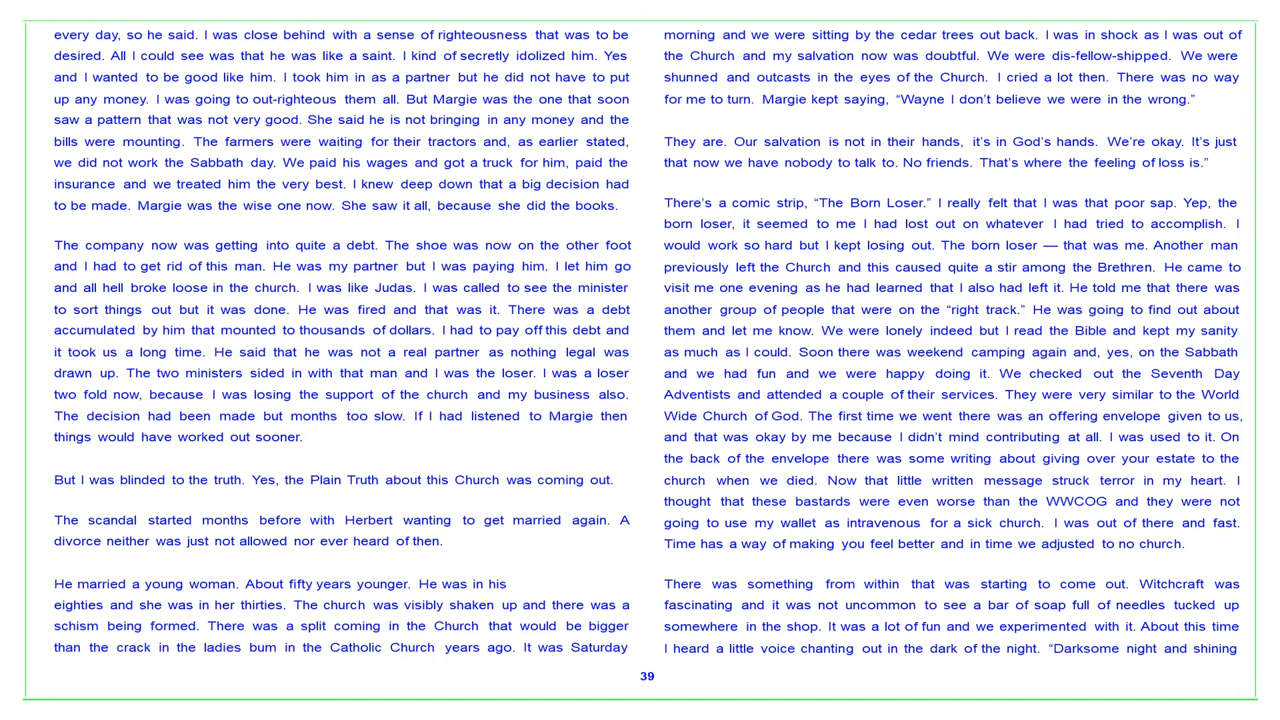 every day, so he said. I was close behind with a sense of righteousness that was to be
desired. All I could see was that he was like a saint. I kind of secretly idolized him. Yes
and I wanted to be good like him. I took him in as a partner but he did not have to put
up any money. I was going to out-righteous them all. But Margie was the one that soon
saw a pattern that was not very good. She said he is not bringing in any money and the
bills were mounting. The farmers were waiting for their tractors and, as earlier stated,
we did not work the Sabbath day. We paid his wages and got a truck for him, paid the
insurance and we treated him the very best. I knew deep down that a big decision had
to be made. Margie was the wise one now. She saw it all, because she did the books.
The company now was getting into quite a debt. The shoe was now on the other foot
and I had to get rid of this man. He was my partner but I was paying him. I let him go
and all hell broke loose in the church. I was like Judas. I was called to see the minister
to sort things out but it was done. He was fired and that was it. There was a debt
accumulated by him that mounted to thousands of dollars. I had to pay off this debt and
it took us a long time. He said that he was not a real partner as nothing legal was
drawn up. The two ministers sided in with that man and I was the loser. I was a loser
two fold now, because I was losing the support of the church and my business also.
The decision had been made but months too slow. If I had listened to Margie then
things would have worked out sooner.
But I was blinded to the truth. Yes, the Plain Truth about this Church was coming out.
The scandal started months before with Herbert wanting to get married again. A
divorce neither was just not allowed nor ever heard of then.
He married a young woman. About fifty years younger. He was in his
eighties and she was in her thirties. The church was visibly shaken up and there was a
schism being formed. There was a split coming in the Church that would be bigger
than the crack in the ladies bum in the Catholic Church years ago. It was Saturday
morning and we were sitting by the cedar trees out back. I was in shock as I was out of
the Church and my salvation now was doubtful. We were dis-fellow-shipped. We were
shunned and outcasts in the eyes of the Church. I cried a lot then. There was no way
for me to turn. Margie kept saying, “Wayne I don’t believe we were in the wrong.”
They are. Our salvation is not in their hands, it’s in God’s hands. We’re okay. It’s just
that now we have nobody to talk to. No friends. That’s where the feeling of loss is.”
There’s a comic strip, “The Born Loser.” I really felt that I was that poor sap. Yep, the
born loser, it seemed to me I had lost out on whatever I had tried to accomplish. I
would work so hard but I kept losing out. The born loser — that was me. Another man
previously left the Church and this caused quite a stir among the Brethren. He came to
visit me one evening as he had learned that I also had left it. He told me that there was
another group of people that were on the “right track.” He was going to find out about
them and let me know. We were lonely indeed but I read the Bible and kept my sanity
as much as I could. Soon there was weekend camping again and, yes, on the Sabbath
and we had fun and we were happy doing it. We checked out the Seventh Day
Adventists and attended a couple of their services. They were very similar to the World
Wide Church of God. The first time we went there was an offering envelope given to us,
and that was okay by me because I didn’t mind contributing at all. I was used to it. On
the back of the envelope there was some writing about giving over your estate to the
church when we died. Now that little written message struck terror in my heart. I
thought that these bastards were even worse than the WWCOG and they were not
going to use my wallet as intravenous for a sick church. I was out of there and fast.
Time has a way of making you feel better and in time we adjusted to no church.
There was something from within that was starting to come out. Witchcraft was
fascinating and it was not uncommon to see a bar of soap full of needles tucked up
somewhere in the shop. It was a lot of fun and we experimented with it. About this time
I heard a little voice chanting out in the dark of the night. “Darksome night and shining
39